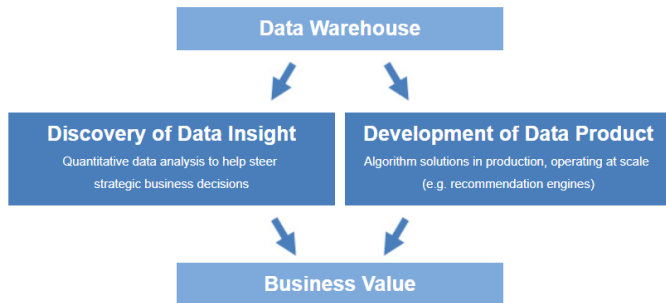 Data Warehouse
Discovery of Data Insight
Quantitative data analysis to help steer
strategic business decisions
Development of Data Product
Algorithm solutions in production, operating at scale
(e.g. recommendation engines)
Business Value